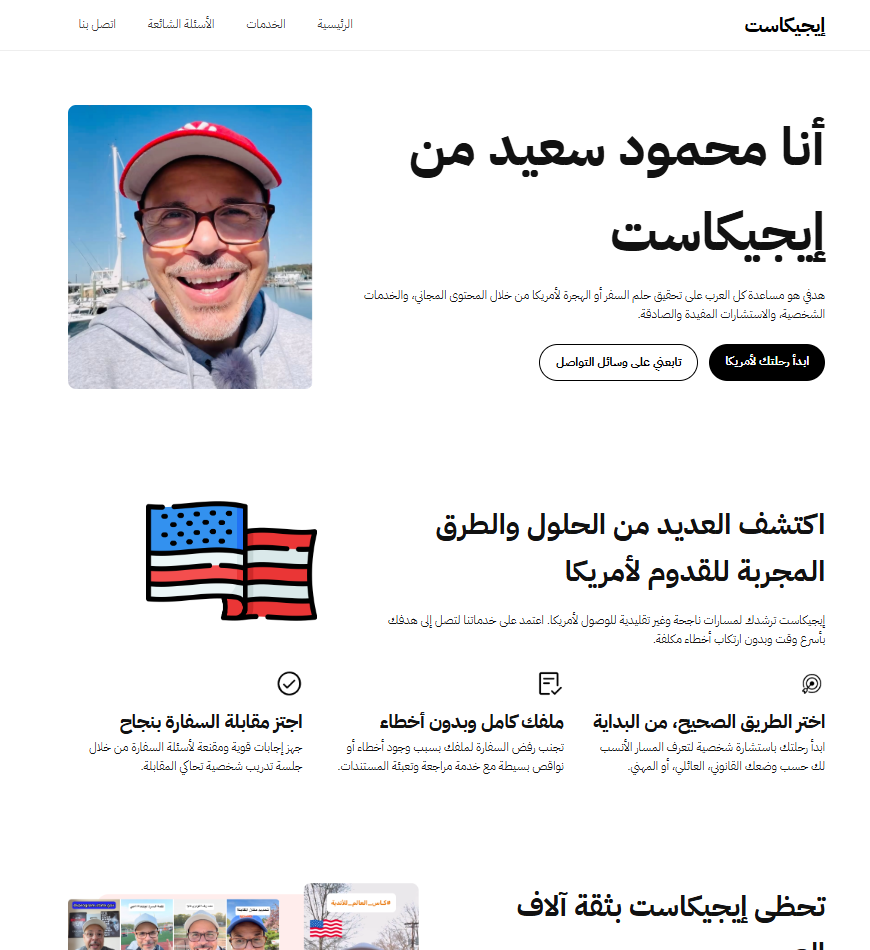 إيجيكاست
الرئيسية
الخدمات
الأسئلة الشائعة
اتصل بنا
أنا محمود سعيد من
إيجيكاست
هدفي هو مساعدة كل العرب على تحقيق حلم السفر أو الهجرة لأمريكا من خلال المحتوى المجاني، والخدمات
الشخصية، والاستشارات المفيدة والصادقة.
ابدأ رحلتك لأمريكا
تابعني على وسائل التواصل
اكتشف العديد من الحلول والطرق
المجربة للقدوم لأمريكا
إيجيكاست ترشدك لمسارات ناجحة وغير تقليدية للوصول لأمريكا. اعتمد على خدماتنا لتصل إلى هدفك
بأسرع وقت وبدون ارتكاب أخطاء مكلفة.
اختر الطريق الصحيح، من البداية
ابدأ رحلتك باستشارة شخصية لتعرف المسار الأنسب
لك حسب وضعك القانوني، العائلي، أو المهني.
ملفك كامل وبدون أخطاء
تجنب رفض السفارة لملفك بسبب وجود أخطاء أو
نواقص بسيطة مع خدمة مراجعة وتعبئة المستندات.
اجتز مقابلة السفارة بنجاح
جهز إجابات قوية ومقنعة لأسئلة السفارة من خلال
جلسة تدريب شخصية تحاكي المقابلة.
تحظى إيجيكاست بثقة آلاف
#كأس_العالم_للأندية